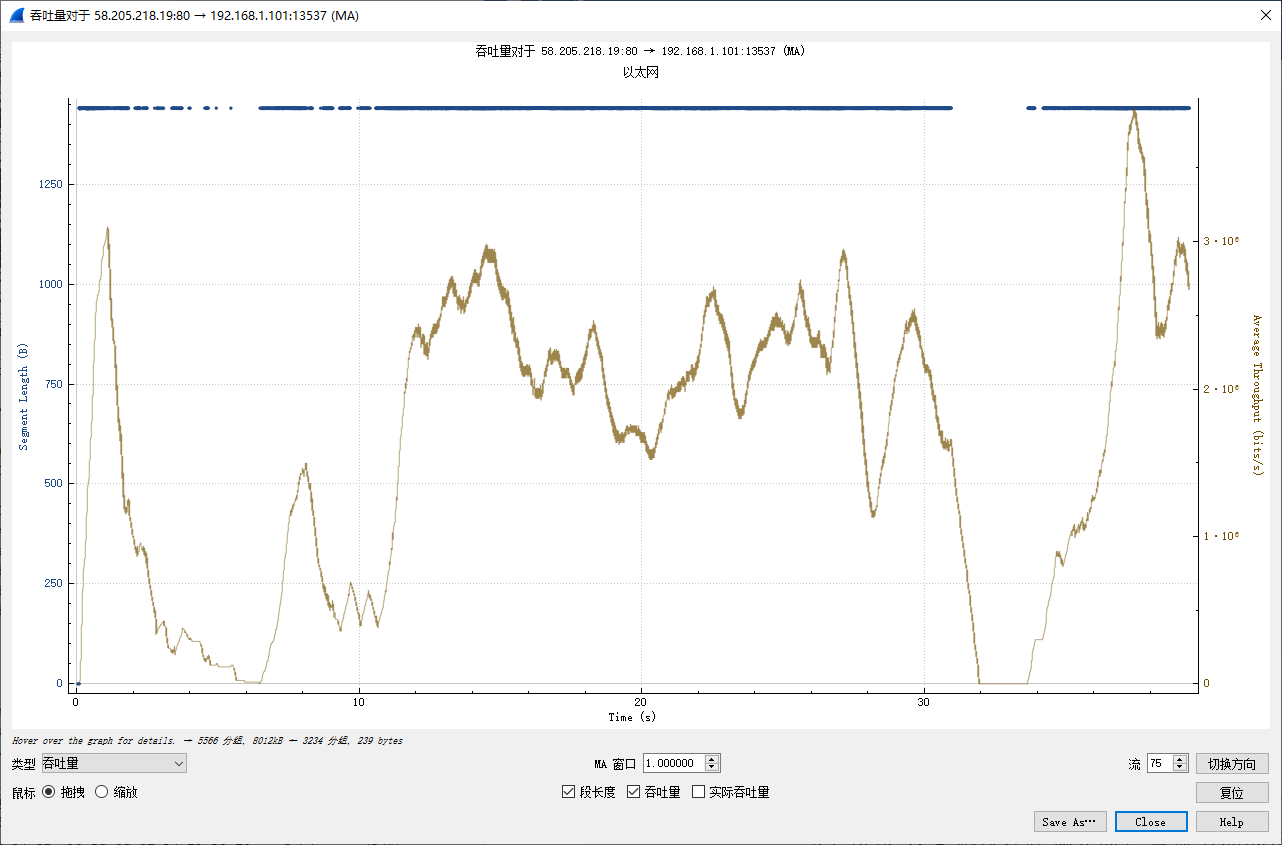 吞吐量对于 58.205.218.19:80 → 192.168.1.101:13537 (MA)
吞吐量对于 58.205.218.19:80 → 192.168.1.101:13537 (MA)
以太网
Segment Length (B)
1250
1000
750
500
250
0
Average Throughput (bits/s)
3·10⁶
2·10⁶
1·10⁶
0
0
10
20
30
Time (s)
Hover over the graph for details. → 5566 分组, 8012kB ← 3234 分组, 239 bytes
类型 吞吐量 MA 窗口 1.000000 流 75 切换方向
鼠标 拖拽 缩放 段长度 吞吐量 实际吞吐量 复位
Save As… Close Help